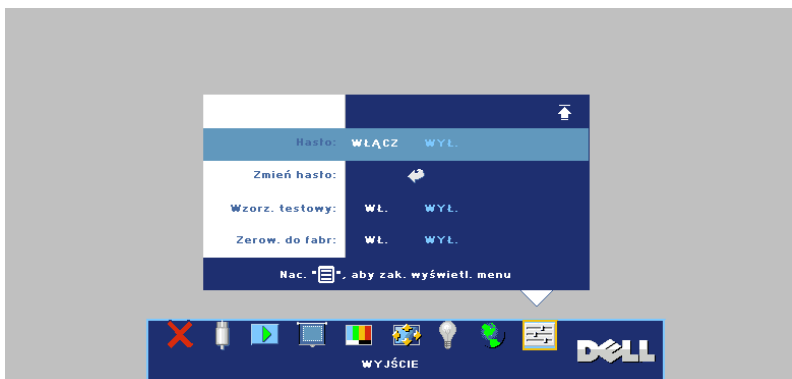 Hasło: WŁĄCZ WYŁ.
Zmień hasło:
Wzorz. testowy: WŁ. WYŁ.
Zerow. do fabr: WŁ. WYŁ.
Nac. "", aby zak. wyświetl. menu
DELL
WYJŚCIE